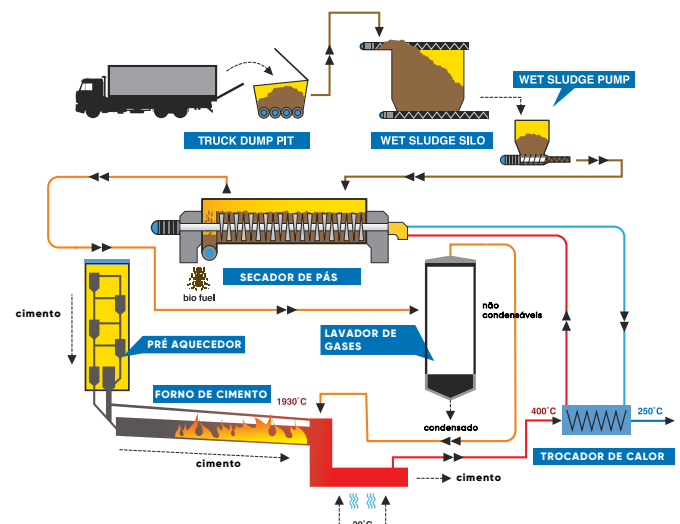 WET SLUDGE PUMP
TRUCK DUMP PIT
WET SLUDGE SILO
SECADOR DE PÁS
bio fuel
não
condensáveis
cimento
PRÉ AQUECEDOR
LAVADOR DE
GASES
FORNO DE CIMENTO
1930°C
400°C
250°C
condensado
TROCADOR DE CALOR
cimento
cimento